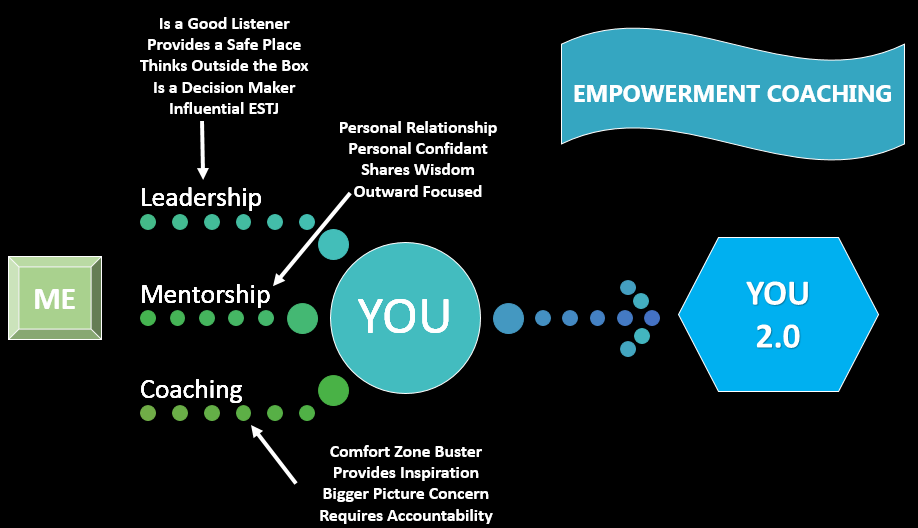 Is a Good Listener
Provides a Safe Place
Thinks Outside the Box
Is a Decision Maker
Influential ESTJ
EMPOWERMENT COACHING
Personal Relationship
Personal Confidant
Shares Wisdom
Outward Focused
Leadership
ME
Mentorship
YOU
YOU
2.0
Coaching
Comfort Zone Buster
Provides Inspiration
Bigger Picture Concern
Requires Accountability